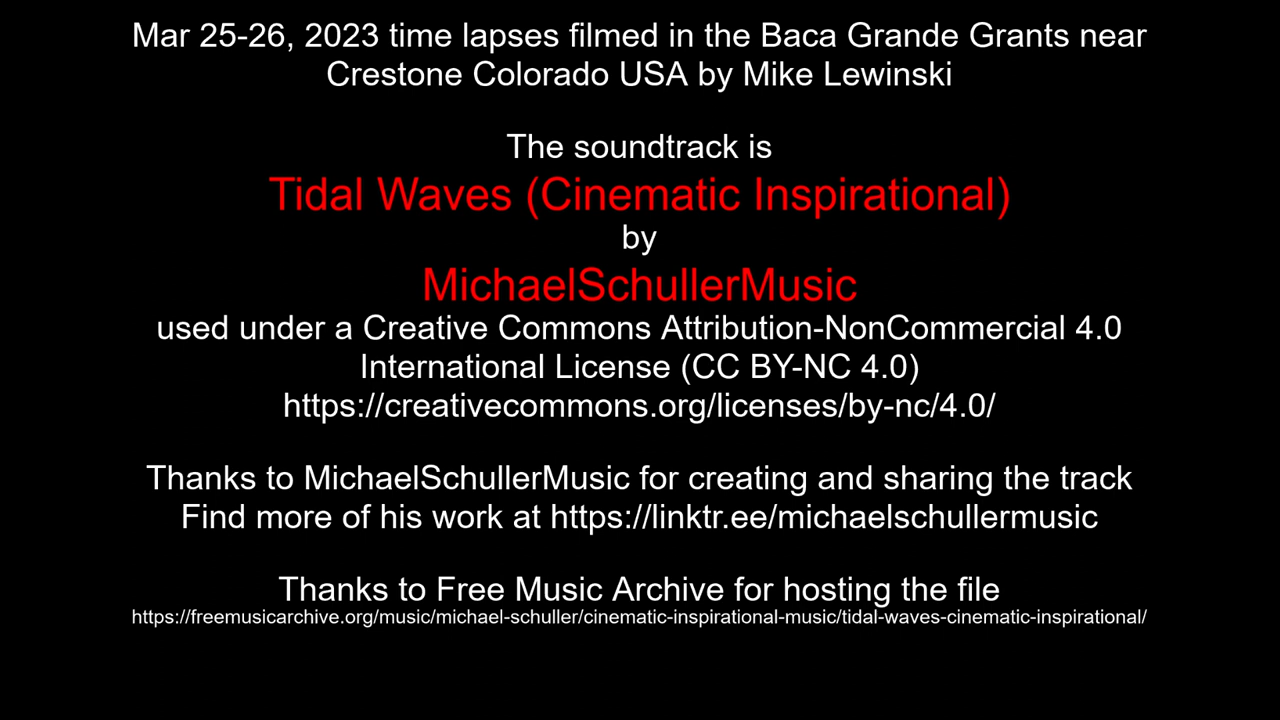 Mar 25-26, 2023 time lapses filmed in the Baca Grande Grants near
Crestone Colorado USA by Mike Lewinski
The soundtrack is
Tidal Waves (Cinematic Inspirational)
by
MichaelSchullerMusic
used under a Creative Commons Attribution-NonCommercial 4.0
International License (CC BY-NC 4.0)
https://creativecommons.org/licenses/by-nc/4.0/
Thanks to MichaelSchullerMusic for creating and sharing the track
Find more of his work at https://linktr.ee/michaelschullermusic
Thanks to Free Music Archive for hosting the file
https://freemusicarchive.org/music/michael-schuller/cinematic-inspirational-music/tidal-waves-cinematic-inspirational/